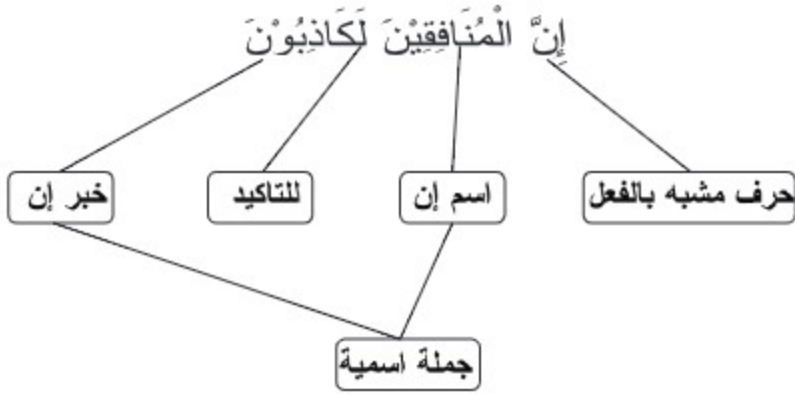 إِنَّ الْمُنَافِقِيْنَ لَكَاذِبُوْنَ
حرف مشبه بالفعل اسم إن للتاكيد خبر إن
جملة اسمية